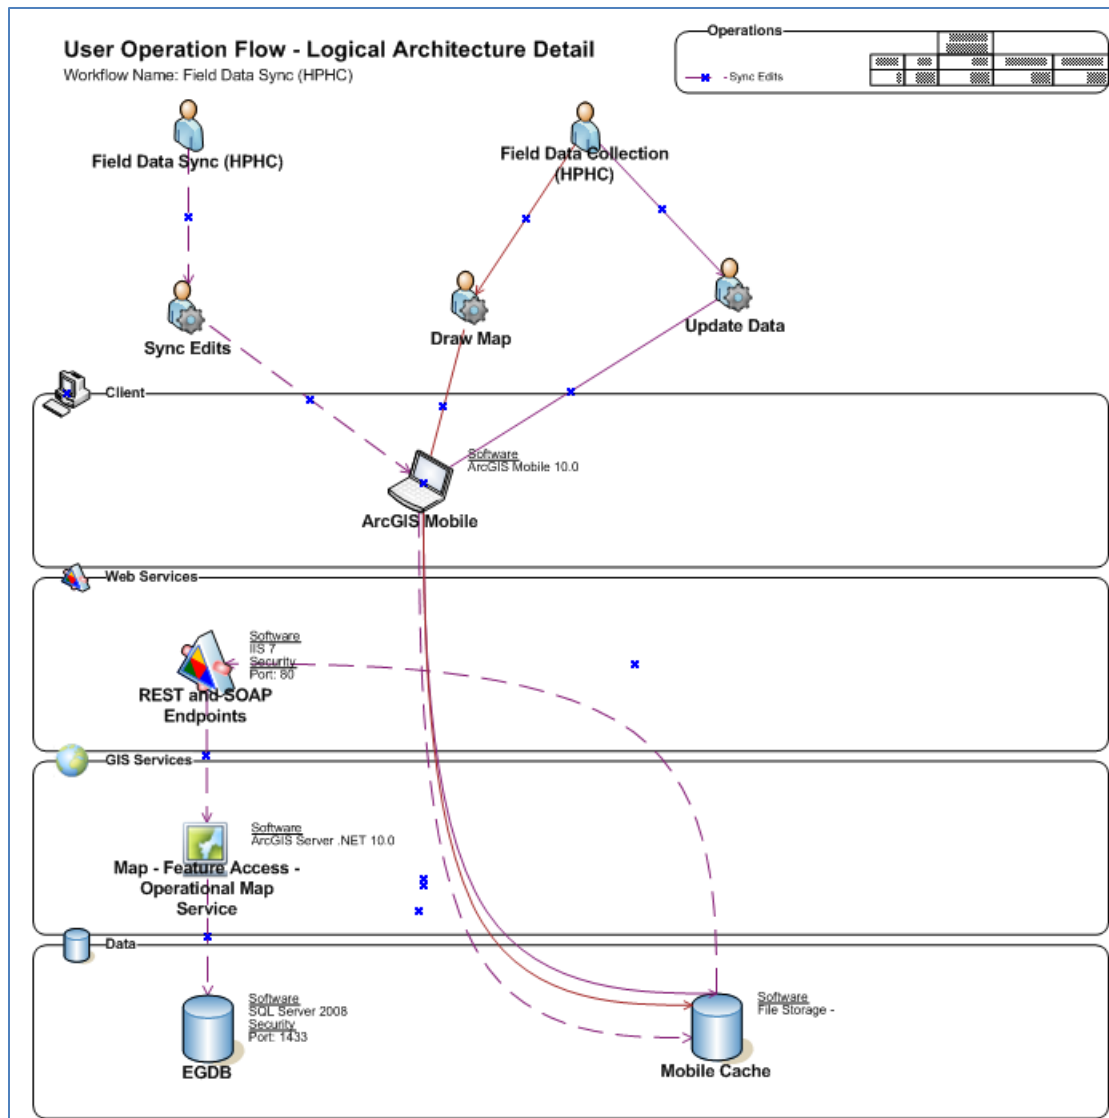 User Operation Flow - Logical Architecture Detail
Workflow Name: Field Data Sync (HPHC)
Operations
- Sync Edits
Field Data Sync (HPHC)
Field Data Collection
(HPHC)
Sync Edits
Draw Map
Update Data
Client
Software
ArcGIS Mobile 10.0
ArcGIS Mobile
Web Services
Software
IIS 7
Security
Port: 80
REST and SOAP
Endpoints
GIS Services
Software
ArcGIS Server .NET 10.0
Map - Feature Access -
Operational Map
Service
Data
Software
SQL Server 2008
Security
Port: 1433
EGDB
Software
File Storage -
Mobile Cache